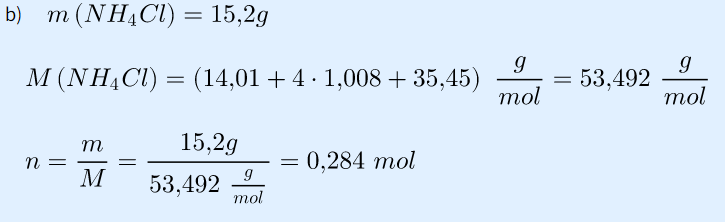 b) m (NH₄Cl) = 15,2g
M (NH₄Cl) = (14,01 + 4 · 1,008 + 35,45) g/mol = 53,492 g/mol
n = m/M = 15,2g / 53,492 g/mol = 0,284 mol